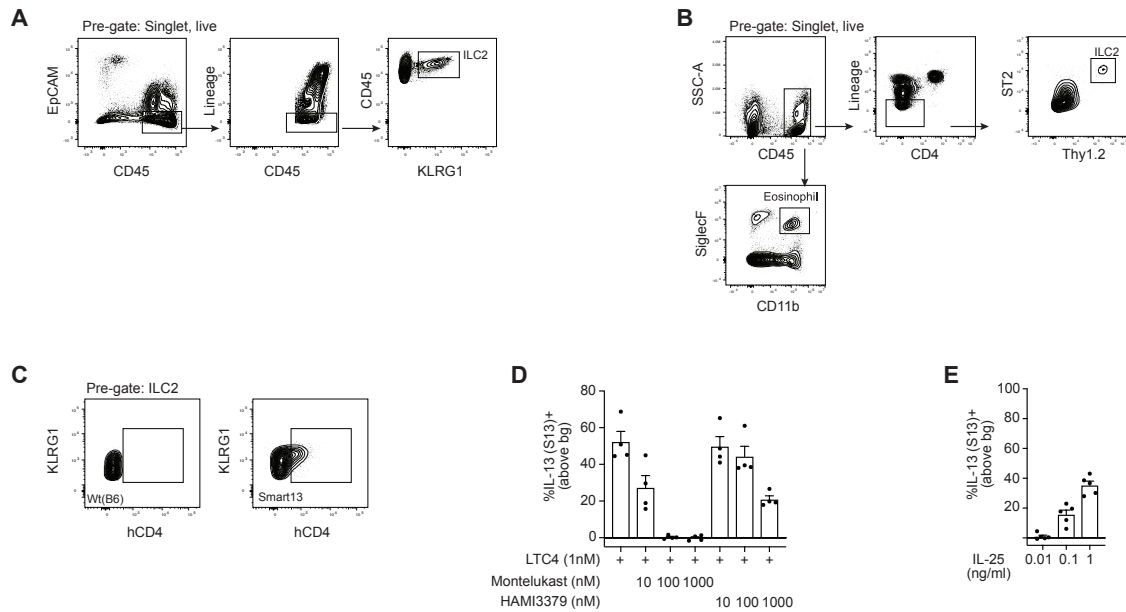 A
Pre-gate: Singlet, live
EpCAM
CD45
Lineage
CD45
CD45
ILC2
KLRG1
B
Pre-gate: Singlet, live
SSC-A
CD45
Lineage
CD4
ST2
ILC2
Thy1.2
SiglecF
Eosinophil
CD11b
C
Pre-gate: ILC2
KLRG1
Wt(B6)
hCD4
KLRG1
Smart13
hCD4
D
%IL-13 (S13)+
(above bg)
80
60
40
20
0
LTC4 (1nM) + + + + + + +
Montelukast (nM) 10 100 1000
HAMI3379 (nM) 10 100 1000
E
%IL-13 (S13)+
(above bg)
100
80
60
40
20
0
IL-25 0.01 0.1 1
(ng/ml)